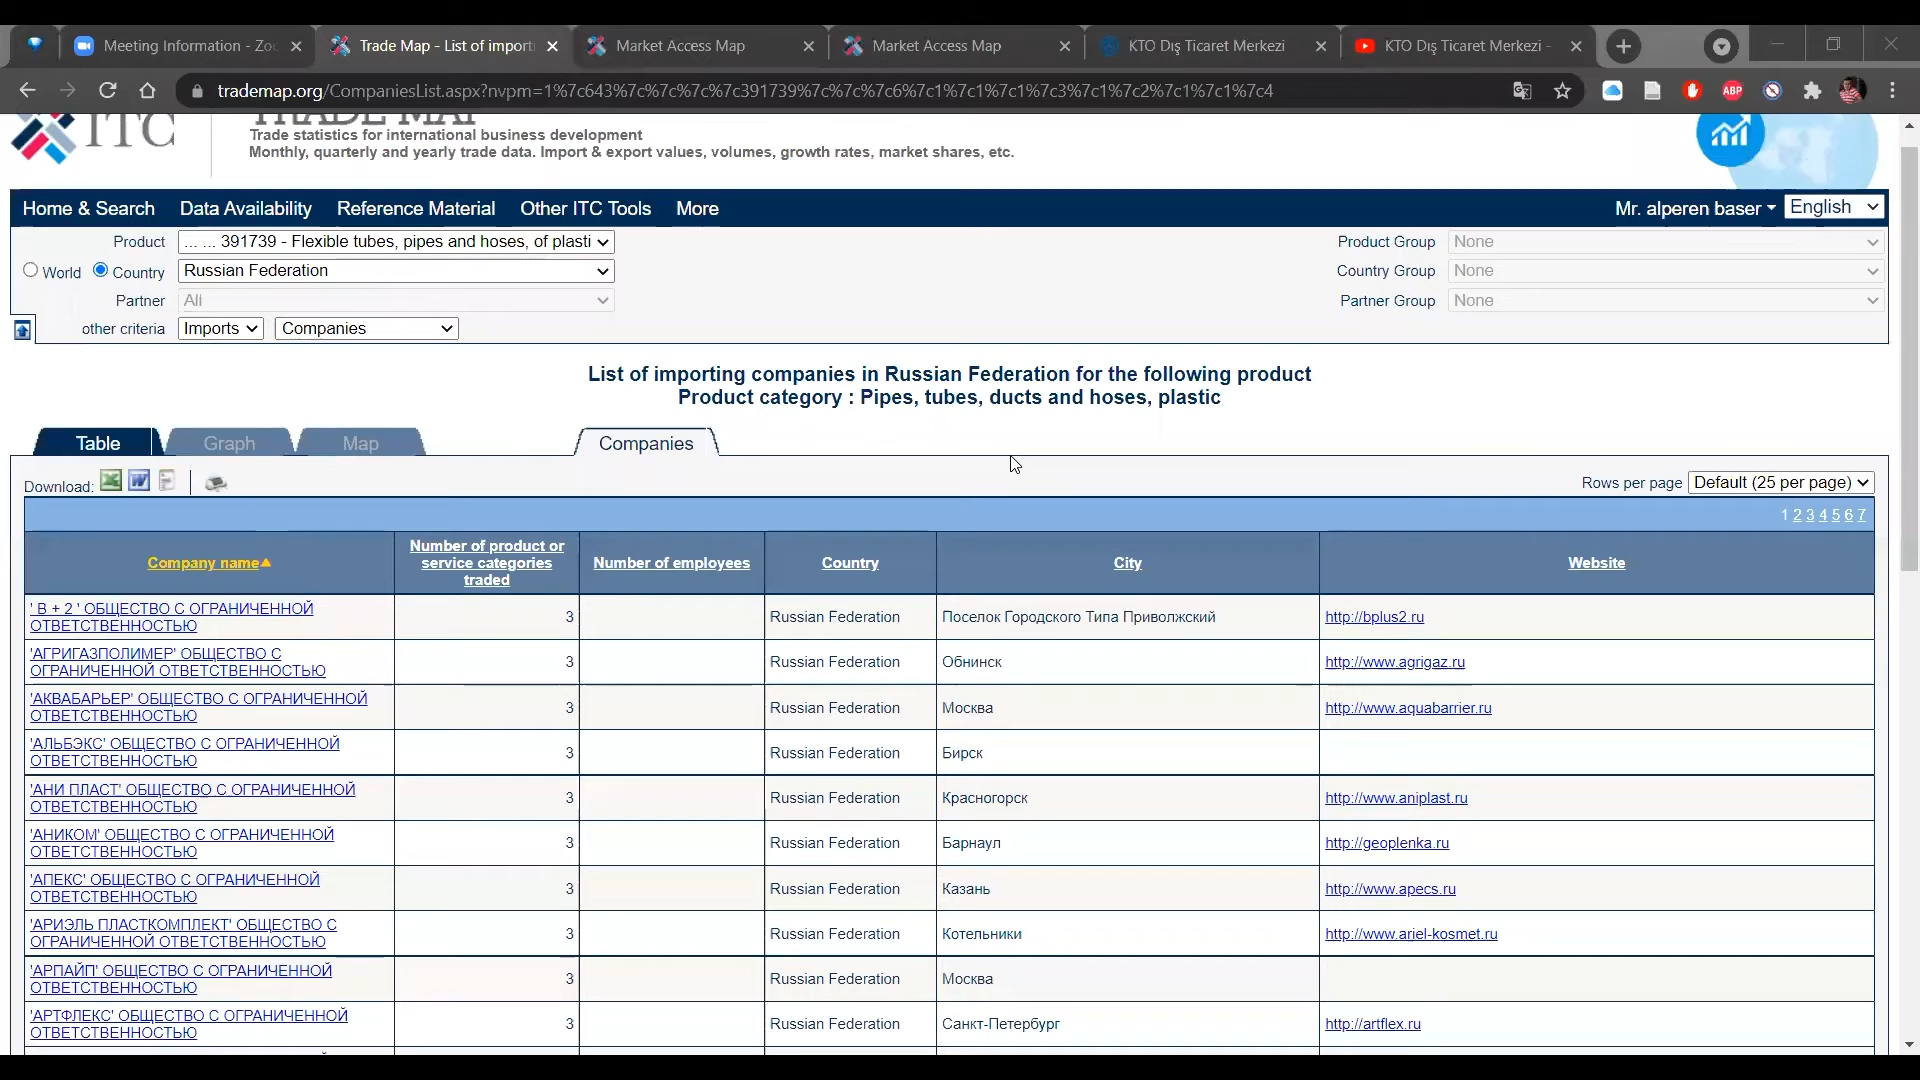 Meeting Information - Zoo
Trade Map - List of importi
Market Access Map
Market Access Map
KTO Dış Ticaret Merkezi
KTO Dış Ticaret Merkezi -
trademap.org/CompaniesList.aspx?nvpm=1%7c643%7c%7c%7c%7c391739%7c%7c%7c6%7c1%7c1%7c1%7c3%7c1%7c2%7c1%7c1%7c4
ABP
ITC
TRADE MAP
Trade statistics for international business development
Monthly, quarterly and yearly trade data. Import & export values, volumes, growth rates, market shares, etc.
Home & Search Data Availability Reference Material Other ITC Tools More Mr. alperen baser English
Product ... ... 391739 - Flexible tubes, pipes and hoses, of plasti Product Group None
World Country Russian Federation Country Group None
Partner All Partner Group None
other criteria Imports Companies
List of importing companies in Russian Federation for the following product
Product category : Pipes, tubes, ducts and hoses, plastic
Table Graph Map Companies
Download: Rows per page Default (25 per page)
1 2 3 4 5 6 7
Company name
Number of product or
service categories
traded
Number of employees
Country
City
Website
' В + 2 ' ОБЩЕСТВО С ОГРАНИЧЕННОЙ
ОТВЕТСТВЕННОСТЬЮ
3 Russian Federation Поселок Городского Типа Приволжский http://bplus2.ru
'АГРИГАЗПОЛИМЕР' ОБЩЕСТВО С
ОГРАНИЧЕННОЙ ОТВЕТСТВЕННОСТЬЮ
3 Russian Federation Обнинск http://www.agrigaz.ru
'АКВАБАРЬЕР' ОБЩЕСТВО С ОГРАНИЧЕННОЙ
ОТВЕТСТВЕННОСТЬЮ
3 Russian Federation Москва http://www.aquabarrier.ru
'АЛЬБЭКС' ОБЩЕСТВО С ОГРАНИЧЕННОЙ
ОТВЕТСТВЕННОСТЬЮ
3 Russian Federation Бирск
'АНИ ПЛАСТ' ОБЩЕСТВО С ОГРАНИЧЕННОЙ
ОТВЕТСТВЕННОСТЬЮ
3 Russian Federation Красногорск http://www.aniplast.ru
'АНИКОМ' ОБЩЕСТВО С ОГРАНИЧЕННОЙ
ОТВЕТСТВЕННОСТЬЮ
3 Russian Federation Барнаул http://geoplenka.ru
'АПЕКС' ОБЩЕСТВО С ОГРАНИЧЕННОЙ
ОТВЕТСТВЕННОСТЬЮ
3 Russian Federation Казань http://www.apecs.ru
'АРИЭЛЬ ПЛАСТКОМПЛЕКТ' ОБЩЕСТВО С
ОГРАНИЧЕННОЙ ОТВЕТСТВЕННОСТЬЮ
3 Russian Federation Котельники http://www.ariel-kosmet.ru
'АРПАЙП' ОБЩЕСТВО С ОГРАНИЧЕННОЙ
ОТВЕТСТВЕННОСТЬЮ
3 Russian Federation Москва
'АРТФЛЕКС' ОБЩЕСТВО С ОГРАНИЧЕННОЙ
ОТВЕТСТВЕННОСТЬЮ
3 Russian Federation Санкт-Петербург http://artflex.ru